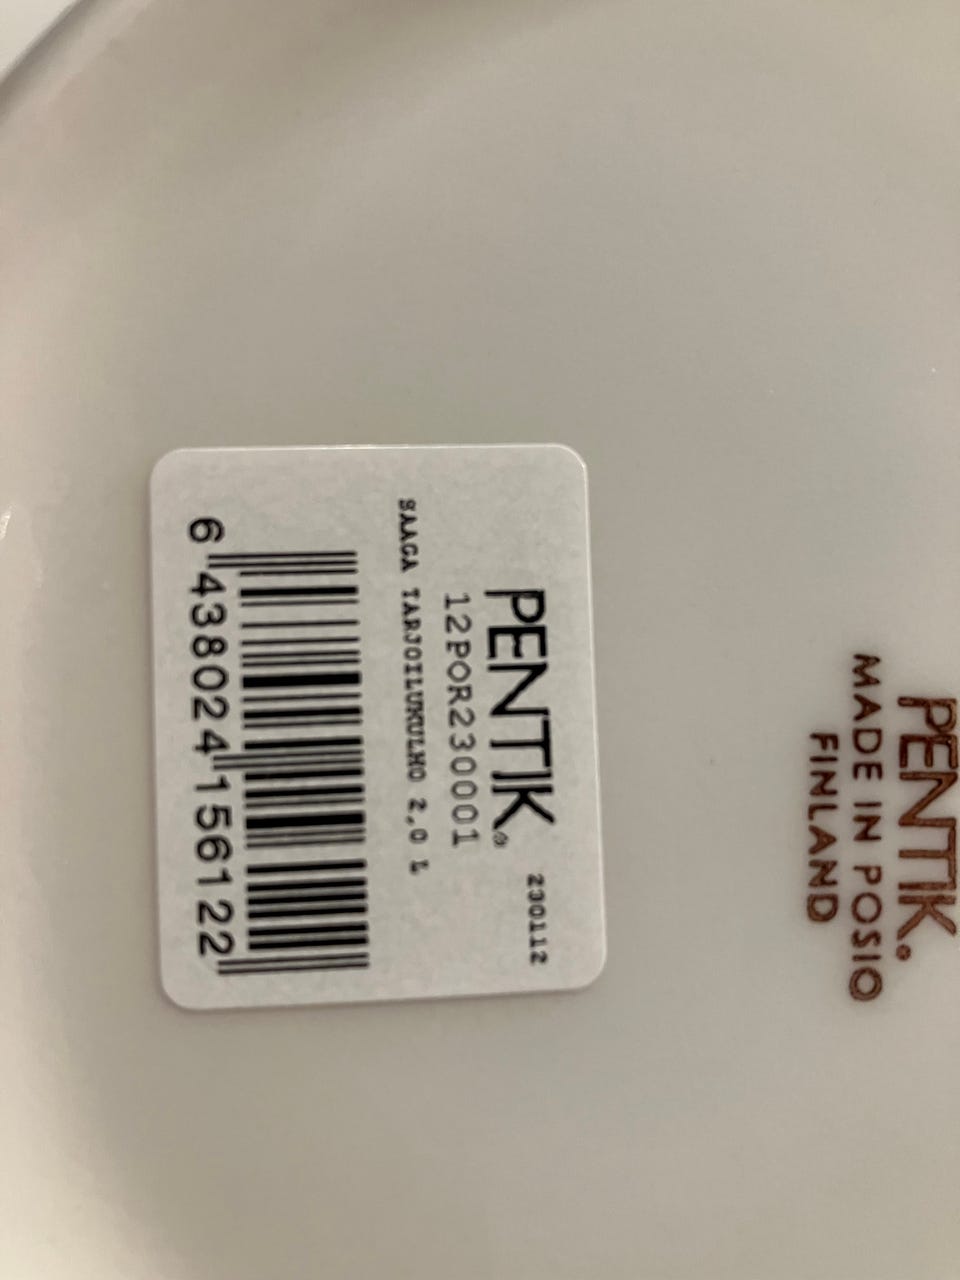 PENTIK®
230112
12POR230001
SAAGA TARJOILUKULHO 2,0 L
6 438024 156122
PENTIK®
MADE IN POSIO
FINLAND